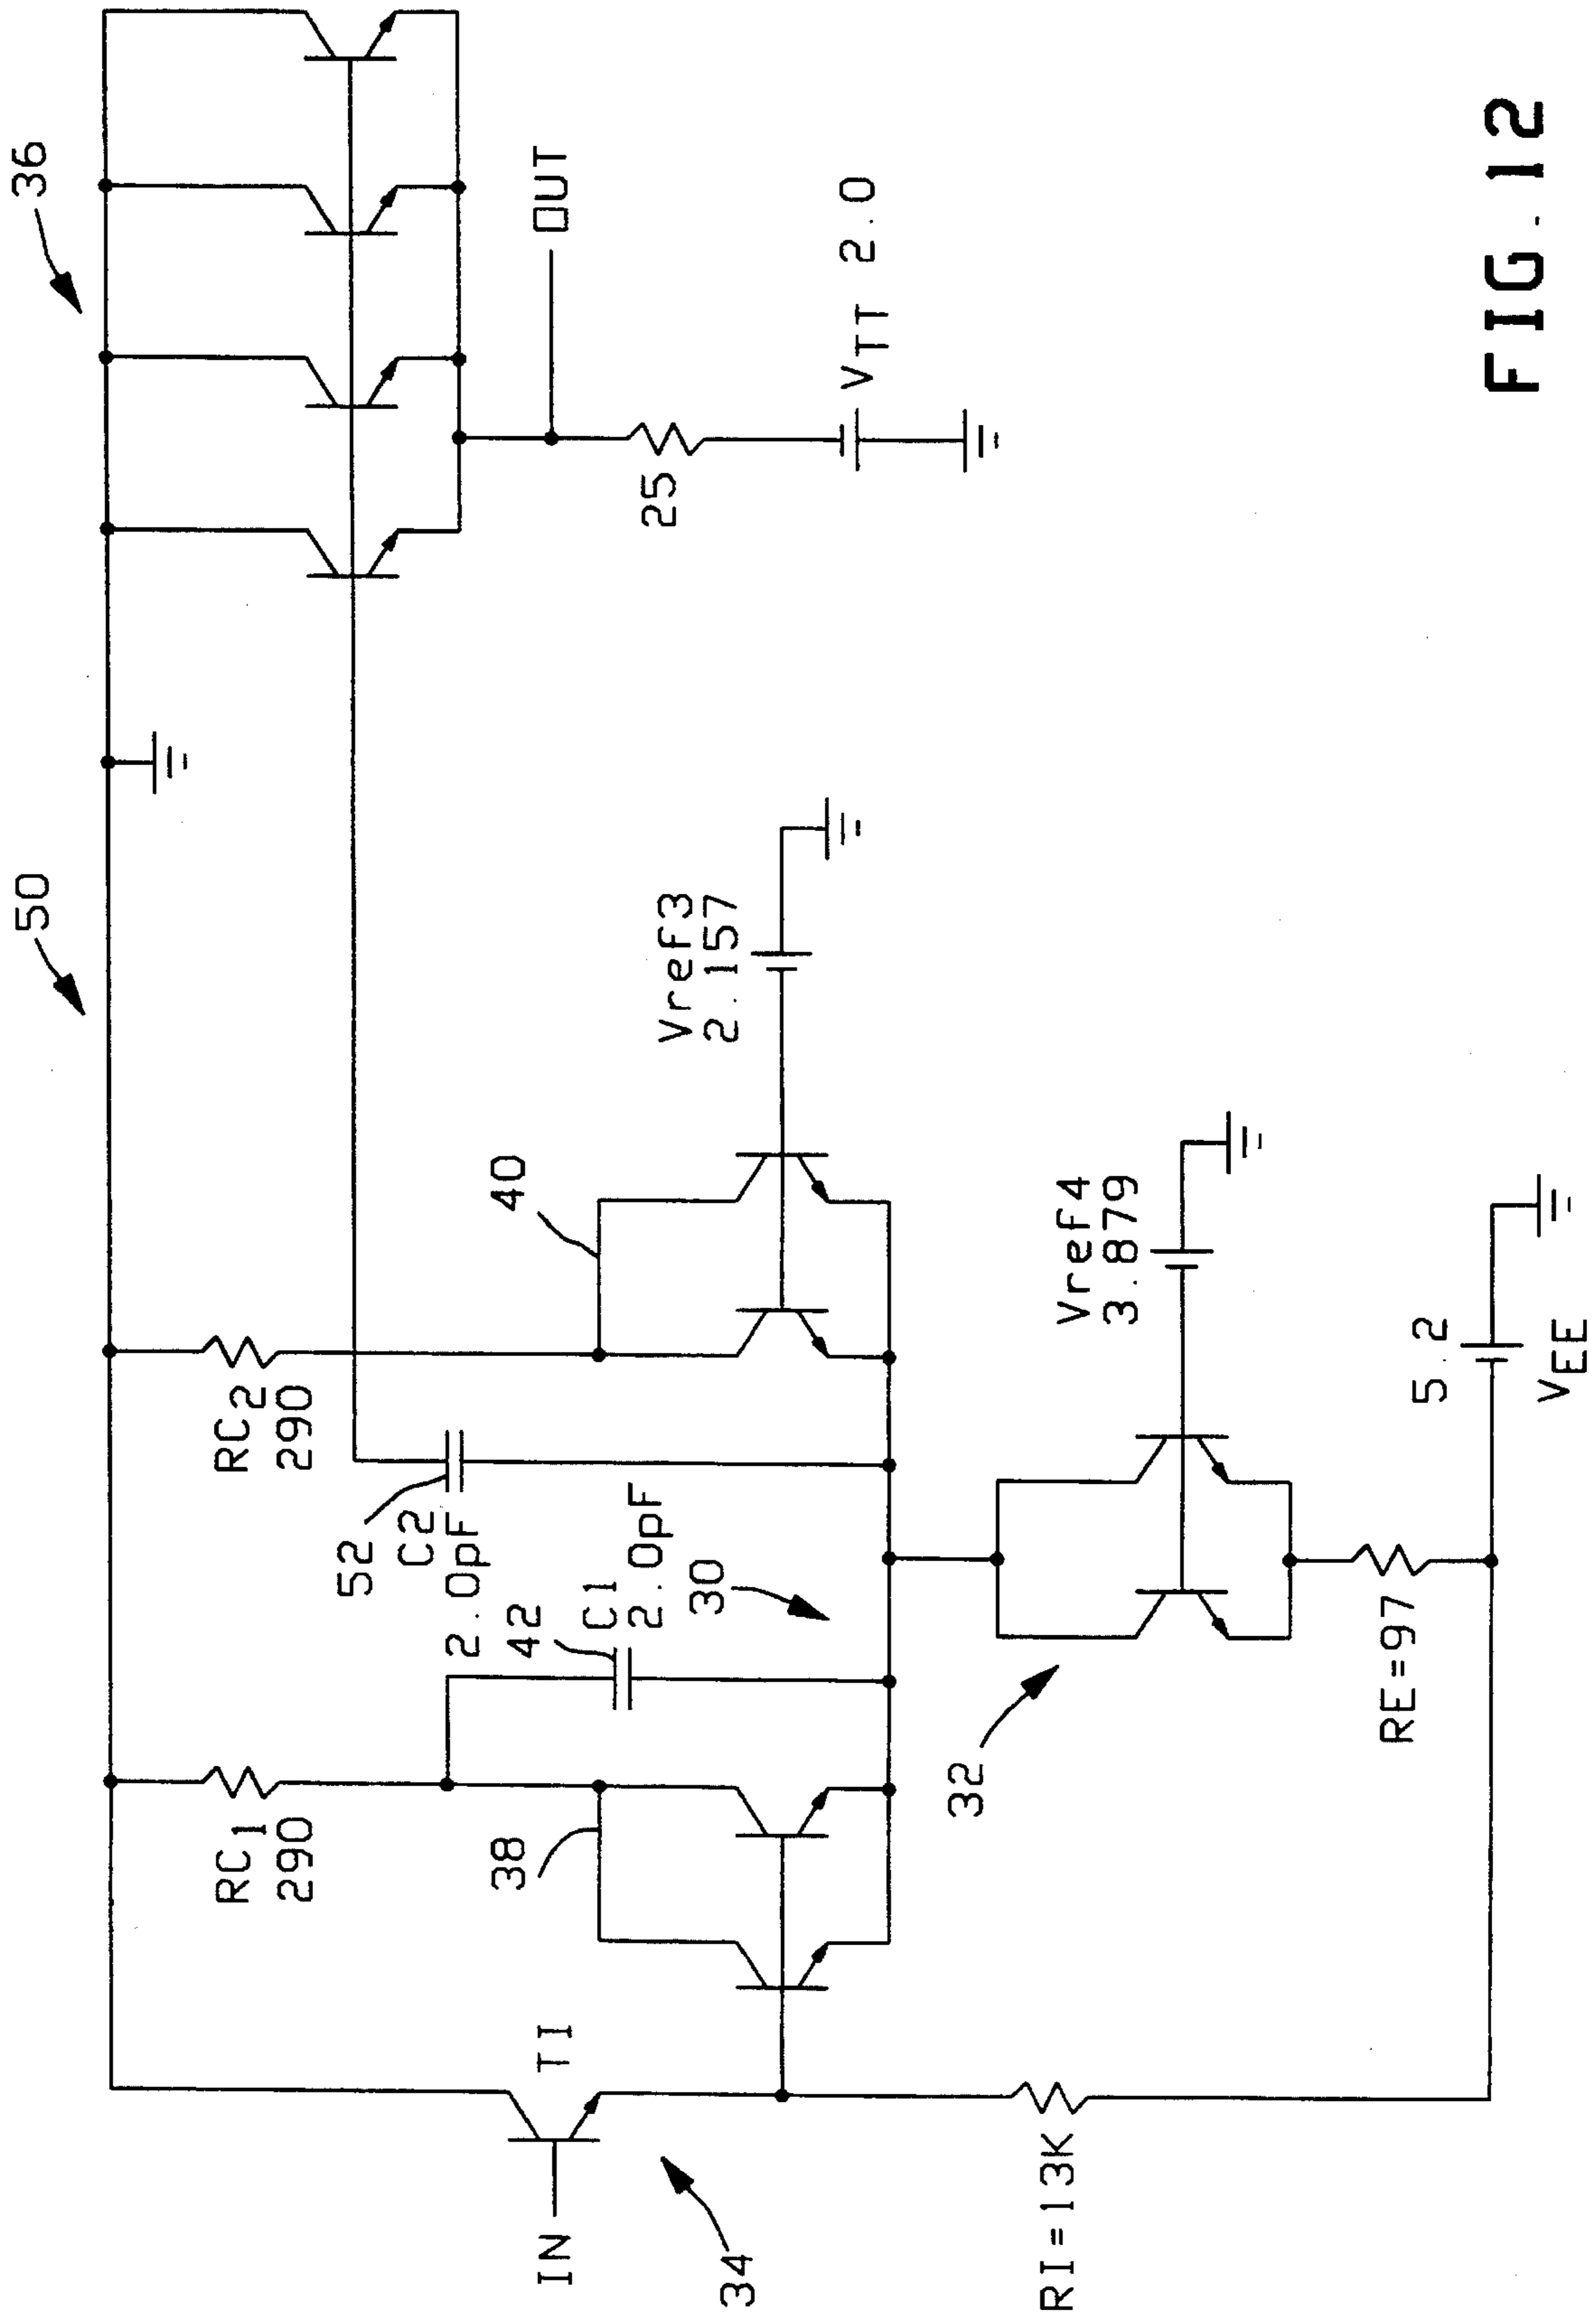 50
36
RC1
290
RC2
290
52
C2
2.0pF
42
C1
2.0pF
30
38
40
IN
TI
34
Vref3
2.157
OUT
25
VTT 2.0
32
Vref4
3.879
RI=13K
RE=97
5.2
VEE
FIG.12